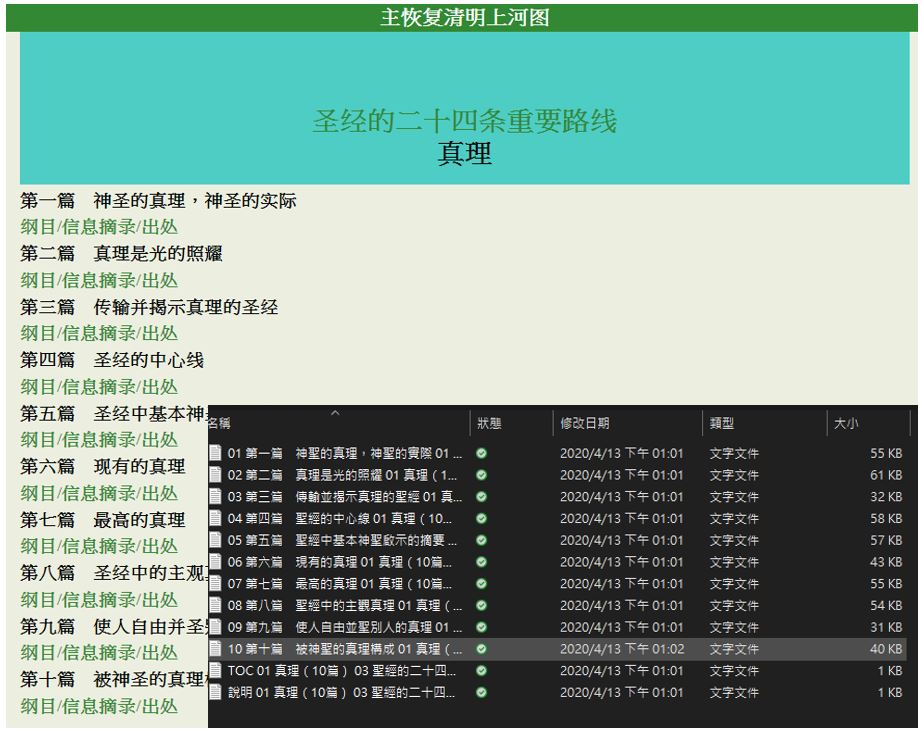 主恢复清明上河图
圣经的二十四条重要路线
真理
第一篇　神圣的真理，神圣的实际
纲目/信息摘录/出处
第二篇　真理是光的照耀
纲目/信息摘录/出处
第三篇　传输并揭示真理的圣经
纲目/信息摘录/出处
第四篇　圣经的中心线
纲目/信息摘录/出处
第五篇　圣经中基本神
纲目/信息摘录/出处
第六篇　现有的真理
纲目/信息摘录/出处
第七篇　最高的真理
纲目/信息摘录/出处
第八篇　圣经中的主观
纲目/信息摘录/出处
第九篇　使人自由并圣
纲目/信息摘录/出处
第十篇　被神圣的真理
纲目/信息摘录/出处
名稱 狀態 修改日期 類型 大小
01 第一篇　神聖的真理，神聖的實際 01 ... 2020/4/13 下午 01:01 文字文件 55 KB
02 第二篇　真理是光的照耀 01 真理（1... 2020/4/13 下午 01:01 文字文件 61 KB
03 第三篇　傳輸並揭示真理的聖經 01 真... 2020/4/13 下午 01:01 文字文件 32 KB
04 第四篇　聖經的中心線 01 真理（10... 2020/4/13 下午 01:01 文字文件 58 KB
05 第五篇　聖經中基本神聖啟示的摘要 ... 2020/4/13 下午 01:01 文字文件 57 KB
06 第六篇　現有的真理 01 真理（10篇... 2020/4/13 下午 01:01 文字文件 43 KB
07 第七篇　最高的真理 01 真理（10篇... 2020/4/13 下午 01:01 文字文件 55 KB
08 第八篇　聖經中的主觀真理 01 真理（... 2020/4/13 下午 01:01 文字文件 54 KB
09 第九篇　使人自由並聖別人的真理 01 ... 2020/4/13 下午 01:01 文字文件 31 KB
10 第十篇　被神聖的真理構成 01 真理（... 2020/4/13 下午 01:02 文字文件 40 KB
TOC 01 真理（10篇） 03 聖經的二十四... 2020/4/13 下午 01:01 文字文件 1 KB
說明 01 真理（10篇） 03 聖經的二十四... 2020/4/13 下午 01:01 文字文件 1 KB